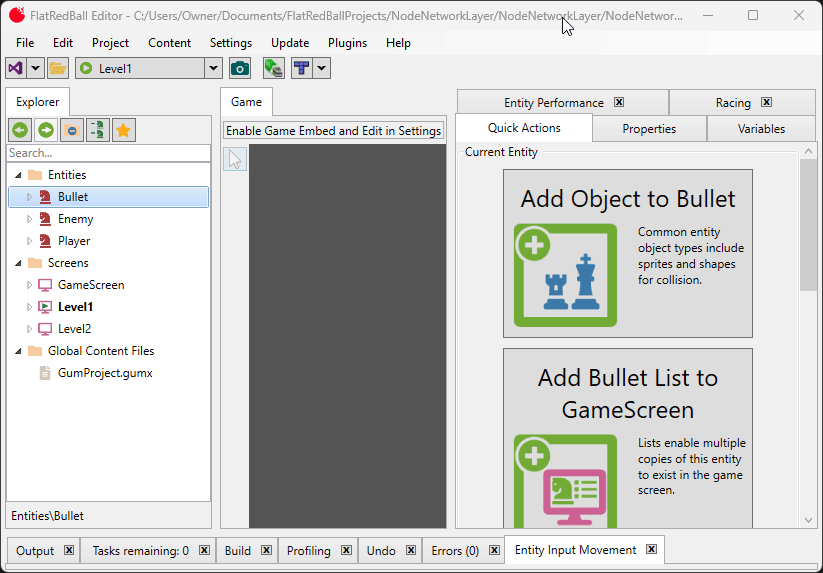 FlatRedBall Editor - C:/Users/Owner/Documents/FlatRedBallProjects/NodeNetworkLayer/NodeNetworkLayer/NodeNetwor...
File Edit Project Content Settings Update Plugins Help
Level1
Explorer
Search...
Entities
Bullet
Enemy
Player
Screens
GameScreen
Level1
Level2
Global Content Files
GumProject.gumx
Entities\Bullet
Game
Enable Game Embed and Edit in Settings
Entity Performance Racing
Quick Actions Properties Variables
Current Entity
Add Object to Bullet
Common entity
object types include
sprites and shapes
for collision.
Add Bullet List to
GameScreen
Lists enable multiple
copies of this entity
to exist in the game
screen.
Output Tasks remaining: 0 Build Profiling Undo Errors (0) Entity Input Movement